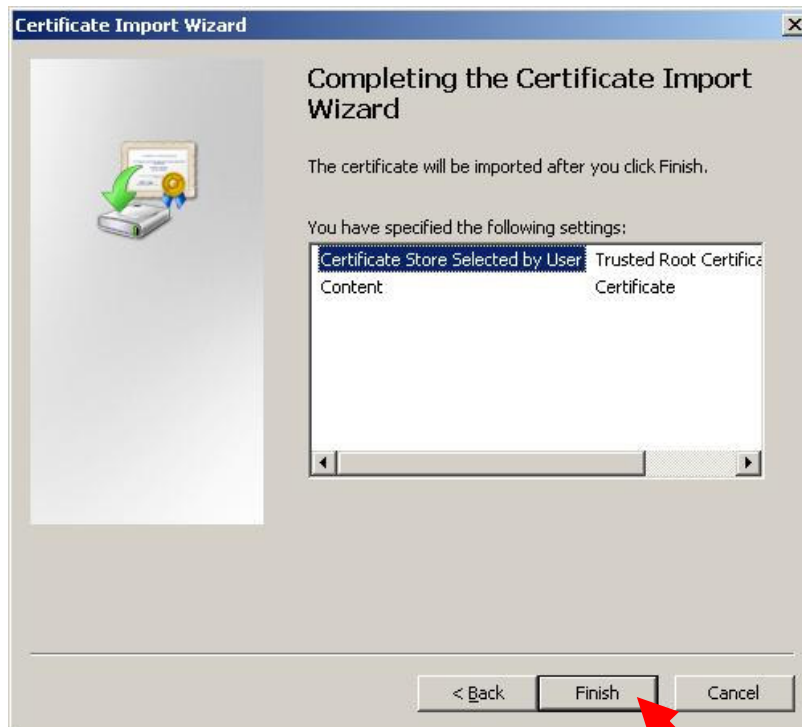 Certificate Import Wizard
Completing the Certificate Import
Wizard
The certificate will be imported after you click Finish.
You have specified the following settings:
Certificate Store Selected by User Trusted Root Certifica
Content Certificate
< Back Finish Cancel